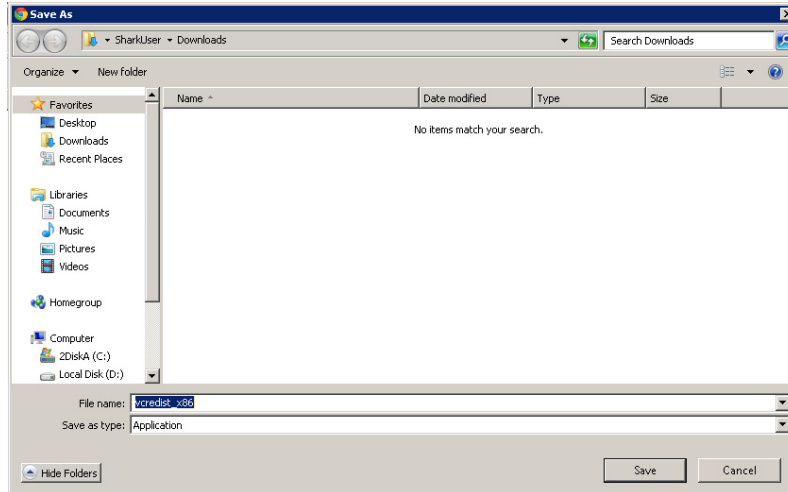 Save As
SharkUser Downloads
Search Downloads
Organize New folder
Name Date modified Type Size
No items match your search.
Favorites
Desktop
Downloads
Recent Places
Libraries
Documents
Music
Pictures
Videos
Homegroup
Computer
2DiskA (C:)
Local Disk (D:)
File name: vcredist_x86
Save as type: Application
Hide Folders Save Cancel